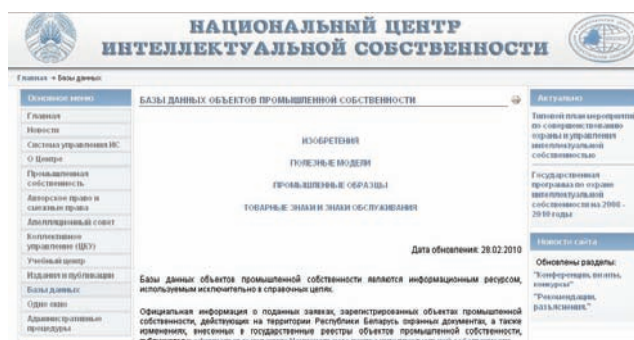 НАЦИОНАЛЬНЫЙ ЦЕНТР
ИНТЕЛЛЕКТУАЛЬНОЙ СОБСТВЕННОСТИ
Главная → Базы данных
Основное меню
Главная
Новости
Система управления ИС
О Центре
Промышленная
собственность
Авторское право и
смежные права
Апелляционный совет
Коллективное
управление (ЦКУ)
Учебный центр
Издания и публикации
Базы данных
Одно окно
Административные
процедуры
БАЗЫ ДАННЫХ ОБЪЕКТОВ ПРОМЫШЛЕННОЙ СОБСТВЕННОСТИ
ИЗОБРЕТЕНИЯ
ПОЛЕЗНЫЕ МОДЕЛИ
ПРОМЫШЛЕННЫЕ ОБРАЗЦЫ
ТОВАРНЫЕ ЗНАКИ И ЗНАКИ ОБСЛУЖИВАНИЯ
Дата обновления: 28.02.2010
Базы данных объектов промышленной собственности являются информационным ресурсом,
используемым исключительно в справочных целях.
Официальная информация о поданных заявках, зарегистрированных объектах промышленной
собственности, действующих на территории Республики Беларусь охранных документах, а также
изменениях, внесенных в государственные реестры объектов промышленной собственности,
Актуально
Типовой план мероприятий
по совершенствованию
охраны и управления
интеллектуальной
собственностью
Государственная
программа по охране
интеллектуальной
собственности на 2008 -
2010 годы
Новости сайта
Обновлены разделы:
"Конференции, визиты,
конкурсы"
"Рекомендации,
разъяснения."